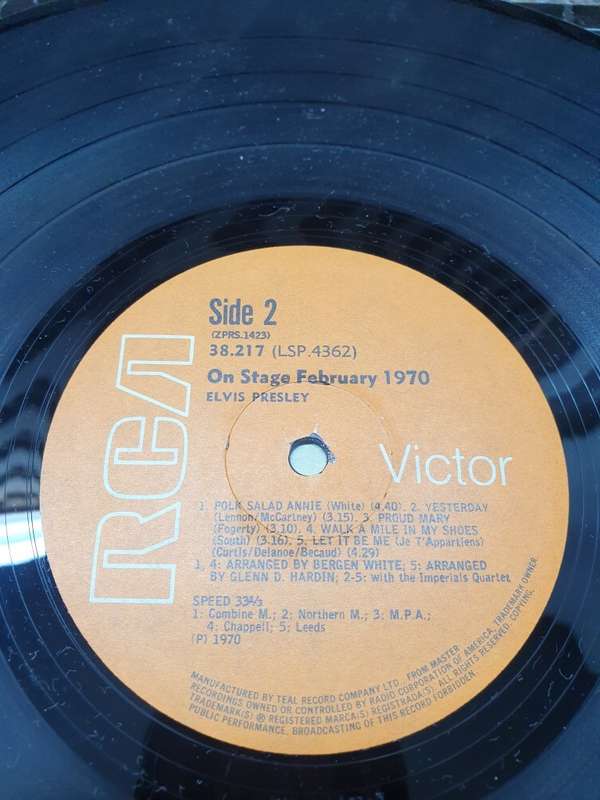 Side 2
(ZPRS.1423)
38.217 (LSP.4362)
On Stage February 1970
ELVIS PRESLEY
RCA
Victor
1. POLK SALAD ANNIE (White) (4.40). 2. YESTERDAY
(Lennon/McCartney) (3.15). 3. PROUD MARY
(Fogerty) (3.10). 4. WALK A MILE IN MY SHOES
(South) (3.16). 5. LET IT BE ME (Je T'Appartiens)
(Curtis/Delanoe/Becaud) (4.29)
1, 4: ARRANGED BY BERGEN WHITE; 5: ARRANGED
BY GLENN D. HARDIN; 2-5: with the Imperials Quartet
SPEED 33⅓
1: Combine M.; 2: Northern M.; 3: M.P.A.;
4: Chappell; 5: Leeds
(P) 1970
MANUFACTURED BY TEAL RECORD COMPANY LTD. FROM MASTER
RECORDINGS OWNED OR CONTROLLED BY RADIO CORPORATION OF AMERICA, TRADEMARK OWNER.
TRADEMARK(S) ® REGISTERED MARCA(S) REGISTRADA(S). ALL RIGHTS RESERVED. COPYING,
PUBLIC PERFORMANCE, BROADCASTING OF THIS RECORD FORBIDDEN.